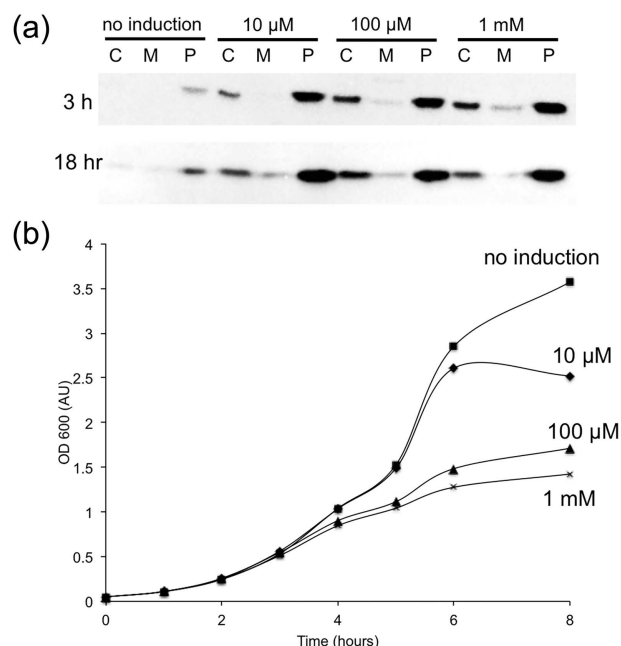 (a)
no induction 10 µM 100 µM 1 mM
C M P C M P C M P C M P
3 h
18 hr
(b)
4
3.5
3
2.5
2
1.5
1
0.5
0
OD 600 (AU)
no induction
10 µM
100 µM
1 mM
0 2 4 6 8
Time (hours)